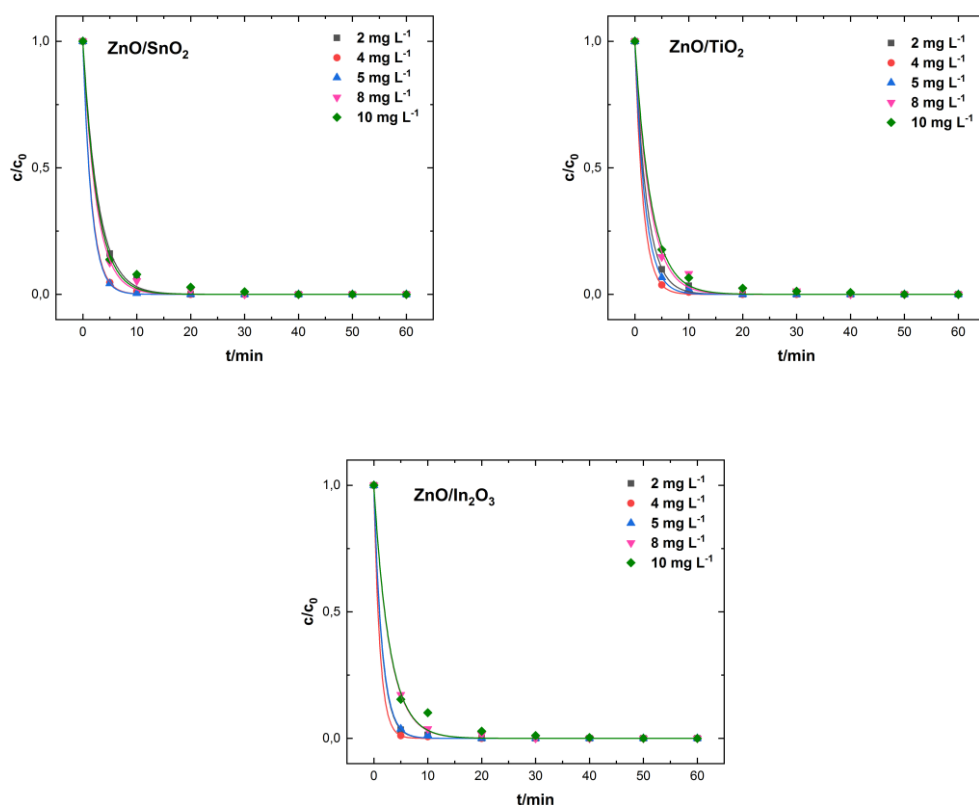 ZnO/SnO₂
2 mg L⁻¹
4 mg L⁻¹
5 mg L⁻¹
8 mg L⁻¹
10 mg L⁻¹
1,0
0,5
0,0
c/c₀
0 10 20 30 40 50 60
t/min
ZnO/TiO₂
2 mg L⁻¹
4 mg L⁻¹
5 mg L⁻¹
8 mg L⁻¹
10 mg L⁻¹
1,0
0,5
0,0
c/c₀
0 10 20 30 40 50 60
t/min
ZnO/In₂O₃
2 mg L⁻¹
4 mg L⁻¹
5 mg L⁻¹
8 mg L⁻¹
10 mg L⁻¹
1,0
0,5
0,0
c/c₀
0 10 20 30 40 50 60
t/min